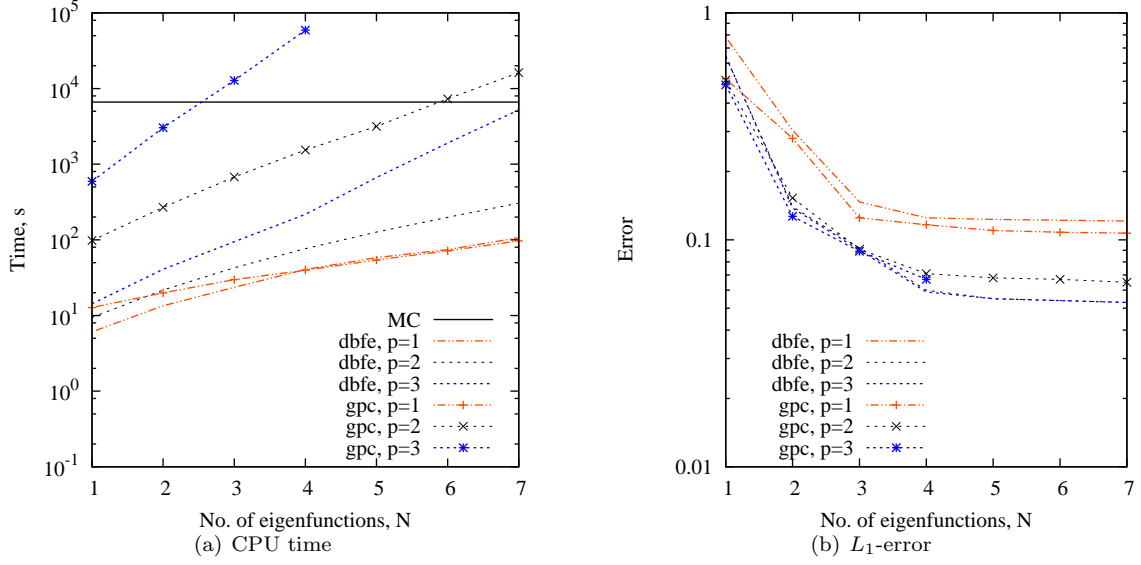 10^5
10^4
10^3
10^2
10^1
10^0
10^-1
Time, s
MC
dbfe, p=1
dbfe, p=2
dbfe, p=3
gpc, p=1
gpc, p=2
gpc, p=3
1 2 3 4 5 6 7
No. of eigenfunctions, N
(a) CPU time
1
0.1
0.01
Error
dbfe, p=1
dbfe, p=2
dbfe, p=3
gpc, p=1
gpc, p=2
gpc, p=3
1 2 3 4 5 6 7
No. of eigenfunctions, N
(b) L₁-error